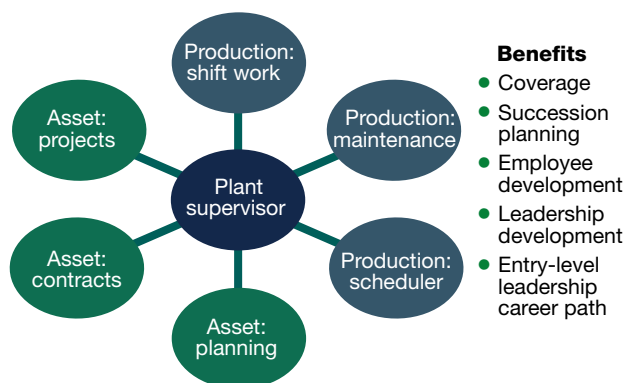 Production:
shift work
Asset:
projects
Production:
maintenance
Plant
supervisor
Asset:
contracts
Production:
scheduler
Asset:
planning
Benefits
● Coverage
● Succession
planning
● Employee
development
● Leadership
development
● Entry-level
leadership
career path